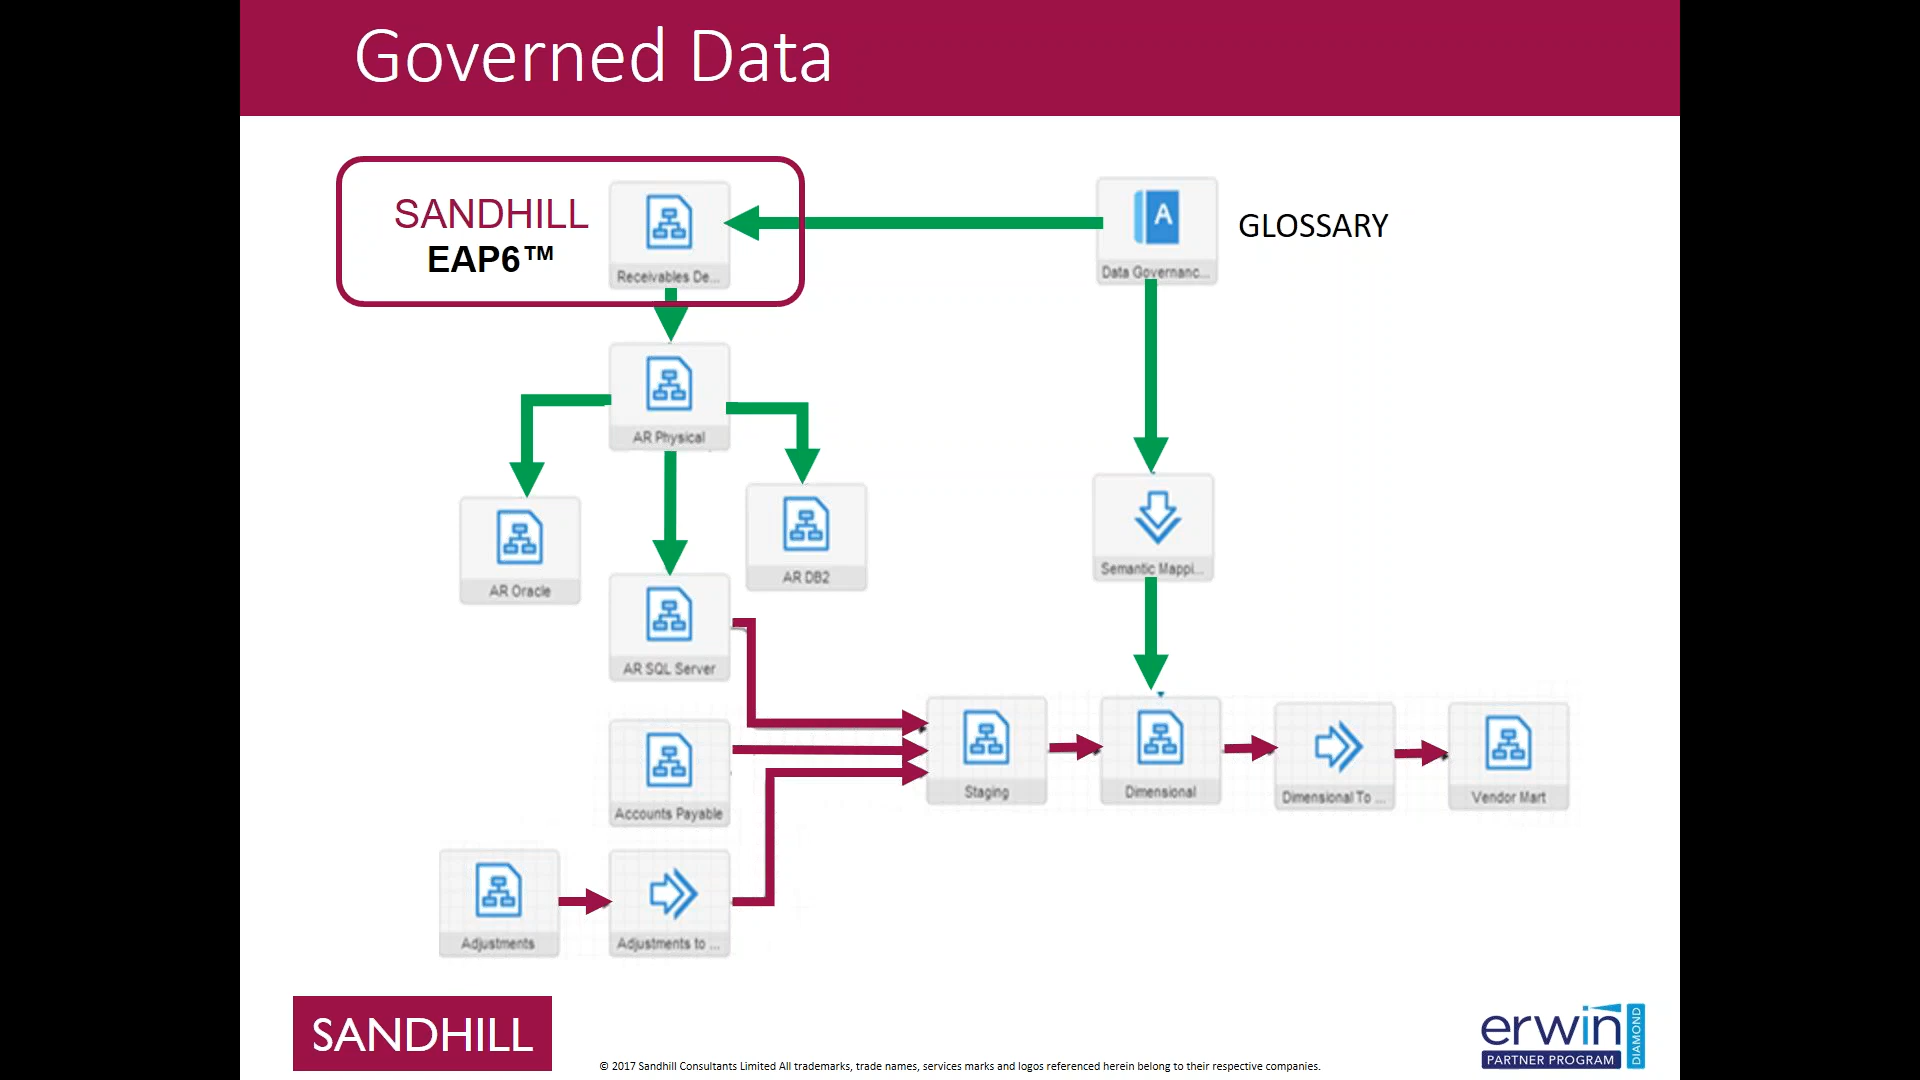 Governed Data
SANDHILL
EAP6™
Receivables De...
Data Governanc...
GLOSSARY
AR Physical
AR Oracle
AR DB2
Semantic Mappi...
AR SQL Server
Accounts Payable
Staging
Dimensional
Dimensional To ...
Vendor Mart
Adjustments
Adjustments to ...
SANDHILL
erwin
PARTNER PROGRAM
DIAMOND
© 2017 Sandhill Consultants Limited All trademarks, trade names, services marks and logos referenced herein belong to their respective companies.